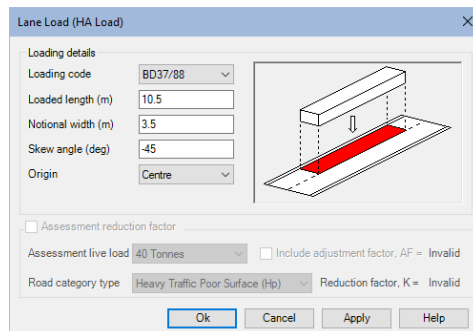 Lane Load (HA Load)
Loading details
Loading code BD37/88
Loaded length (m) 10.5
Notional width (m) 3.5
Skew angle (deg) -45
Origin Centre
Assessment reduction factor
Assessment live load 40 Tonnes Include adjustment factor, AF = Invalid
Road category type Heavy Traffic Poor Surface (Hp) Reduction factor, K = Invalid
Ok Cancel Apply Help